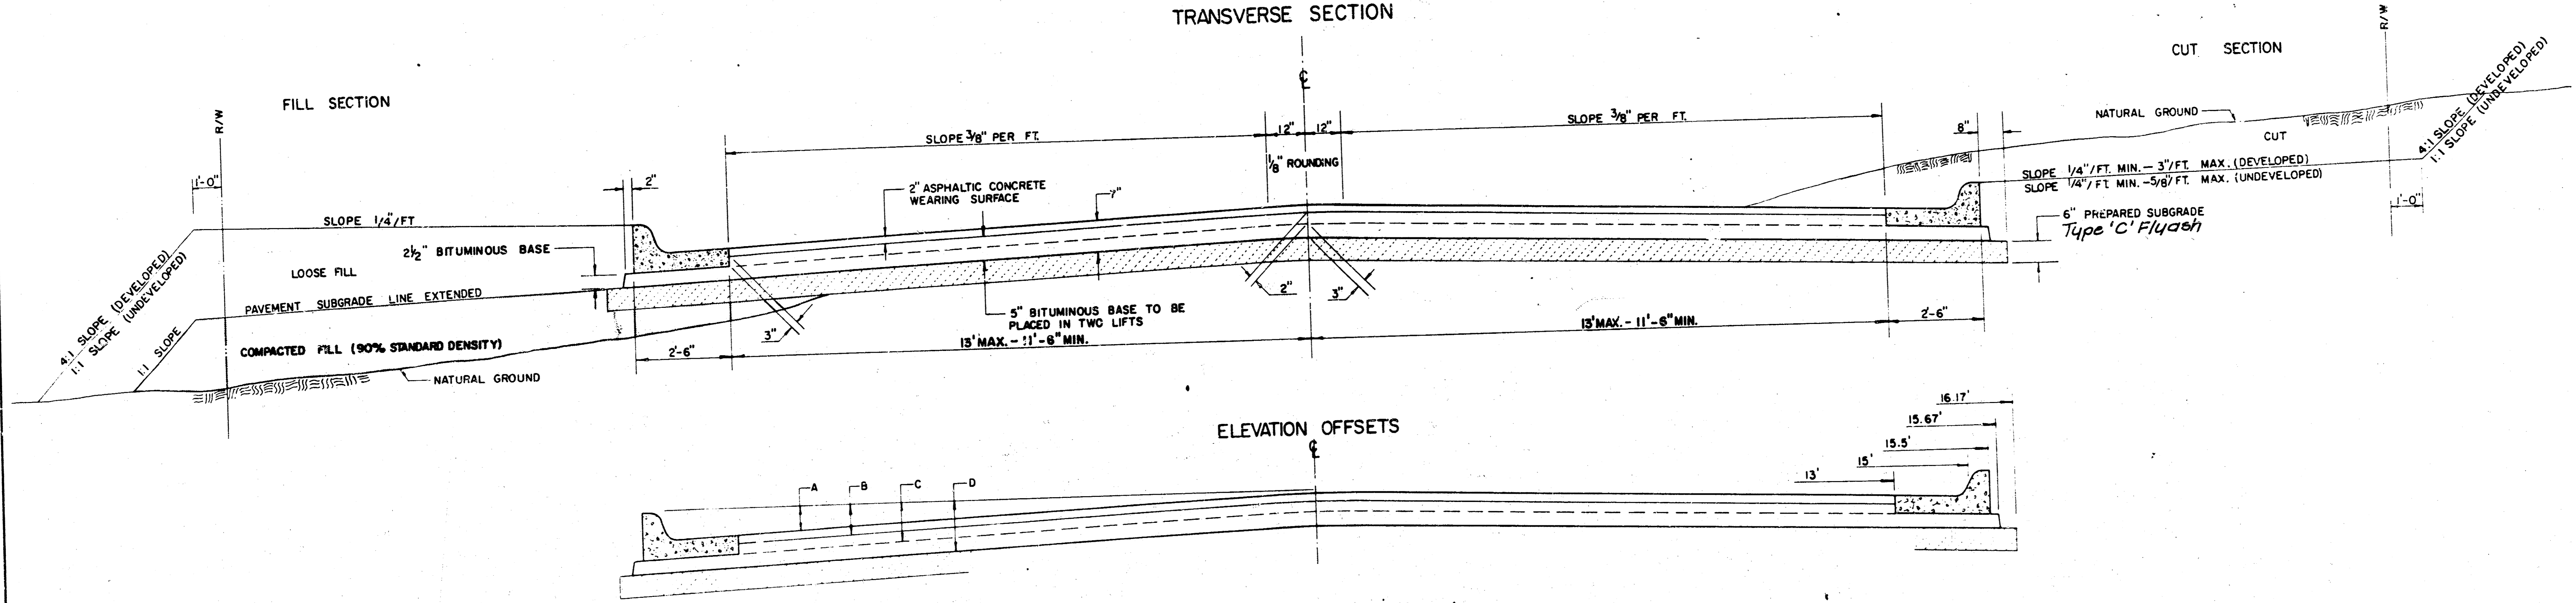 TRANSVERSE SECTION
FILL SECTION
CUT SECTION
R/W
R/W
℄
SLOPE 3/8" PER FT.
12"
12"
SLOPE 3/8" PER FT.
1/8" ROUNDING
NATURAL GROUND
CUT
8"
4:1 SLOPE (DEVELOPED)
1:1 SLOPE (UNDEVELOPED)
SLOPE 1/4"/FT. MIN. - 3"/FT. MAX. (DEVELOPED)
SLOPE 1/4"/FT. MIN. - 5/8"/FT. MAX. (UNDEVELOPED)
1'-0"
1'-0"
2"
2" ASPHALTIC CONCRETE
WEARING SURFACE
7"
SLOPE 1/4"/FT
2½" BITUMINOUS BASE
6" PREPARED SUBGRADE
Type 'C' Flyash
LOOSE FILL
PAVEMENT SUBGRADE LINE EXTENDED
4:1 SLOPE (DEVELOPED)
1:1 SLOPE (UNDEVELOPED)
1:1 SLOPE
COMPACTED FILL (90% STANDARD DENSITY)
NATURAL GROUND
2'-6"
3"
5" BITUMINOUS BASE TO BE
PLACED IN TWO LIFTS
13' MAX. - 11'-6" MIN.
2"
3"
13' MAX. - 11'-6" MIN.
2'-6"
ELEVATION OFFSETS
℄
A
B
C
D
16.17'
15.67'
15.5'
15'
13'